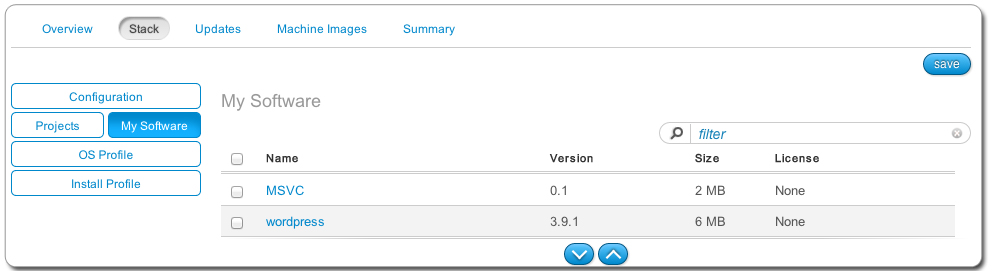 Overview Stack Updates Machine Images Summary
save
Configuration
My Software
Projects My Software
filter
OS Profile
Name Version Size License
Install Profile
MSVC 0.1 2 MB None
wordpress 3.9.1 6 MB None